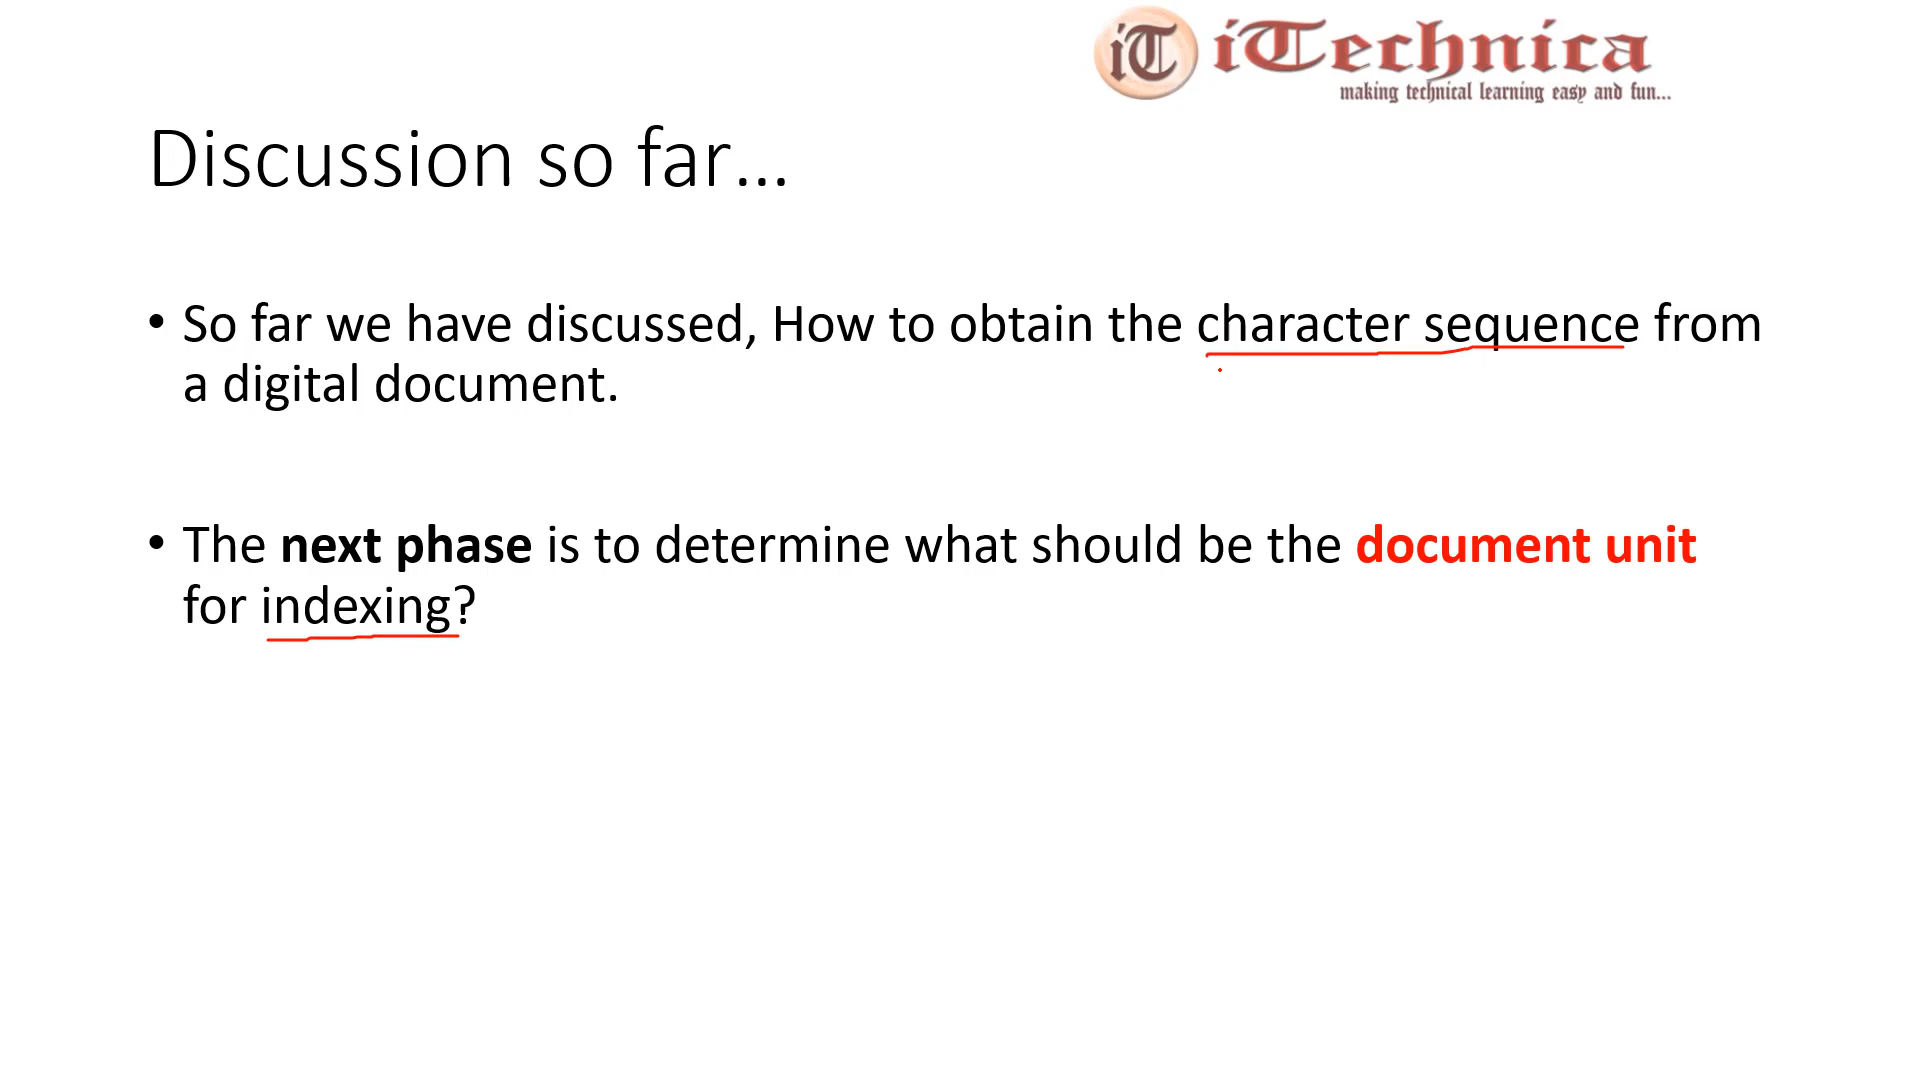 iT iTechnica
making technical learning easy and fun...
Discussion so far...
• So far we have discussed, How to obtain the character sequence from
a digital document.
• The next phase is to determine what should be the document unit
for indexing?